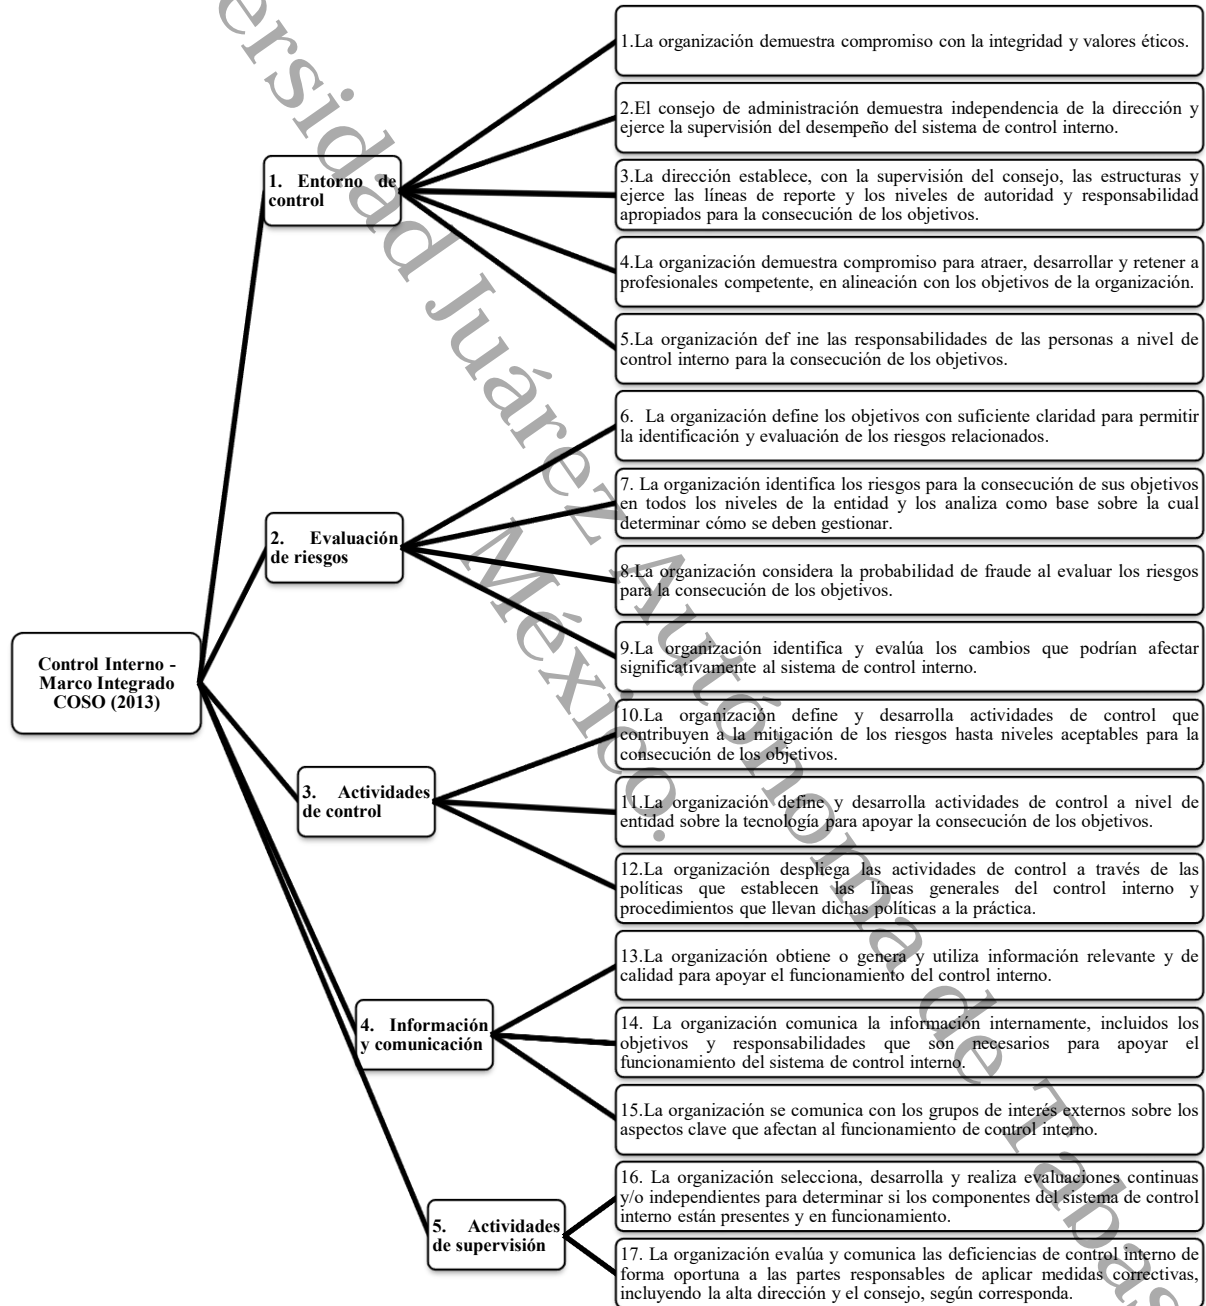 Control Interno -
Marco Integrado
COSO (2013)
1. Entorno de
control
1.La organización demuestra compromiso con la integridad y valores éticos.
2.El consejo de administración demuestra independencia de la dirección y
ejerce la supervisión del desempeño del sistema de control interno.
3.La dirección establece, con la supervisión del consejo, las estructuras y
ejerce las líneas de reporte y los niveles de autoridad y responsabilidad
apropiados para la consecución de los objetivos.
4.La organización demuestra compromiso para atraer, desarrollar y retener a
profesionales competente, en alineación con los objetivos de la organización.
5.La organización def ine las responsabilidades de las personas a nivel de
control interno para la consecución de los objetivos.
2. Evaluación
de riesgos
6. La organización define los objetivos con suficiente claridad para permitir
la identificación y evaluación de los riesgos relacionados.
7. La organización identifica los riesgos para la consecución de sus objetivos
en todos los niveles de la entidad y los analiza como base sobre la cual
determinar cómo se deben gestionar.
8.La organización considera la probabilidad de fraude al evaluar los riesgos
para la consecución de los objetivos.
9.La organización identifica y evalúa los cambios que podrían afectar
significativamente al sistema de control interno.
3. Actividades
de control
10.La organización define y desarrolla actividades de control que
contribuyen a la mitigación de los riesgos hasta niveles aceptables para la
consecución de los objetivos.
11.La organización define y desarrolla actividades de control a nivel de
entidad sobre la tecnología para apoyar la consecución de los objetivos.
12.La organización despliega las actividades de control a través de las
políticas que establecen las líneas generales del control interno y
procedimientos que llevan dichas políticas a la práctica.
4. Información
y comunicación
13.La organización obtiene o genera y utiliza información relevante y de
calidad para apoyar el funcionamiento del control interno.
14. La organización comunica la información internamente, incluidos los
objetivos y responsabilidades que son necesarios para apoyar el
funcionamiento del sistema de control interno.
15.La organización se comunica con los grupos de interés externos sobre los
aspectos clave que afectan al funcionamiento de control interno.
5. Actividades
de supervisión
16. La organización selecciona, desarrolla y realiza evaluaciones continuas
y/o independientes para determinar si los componentes del sistema de control
interno están presentes y en funcionamiento.
17. La organización evalúa y comunica las deficiencias de control interno de
forma oportuna a las partes responsables de aplicar medidas correctivas,
incluyendo la alta dirección y el consejo, según corresponda.
ersidad Juárez Autónoma de Tabas
México.